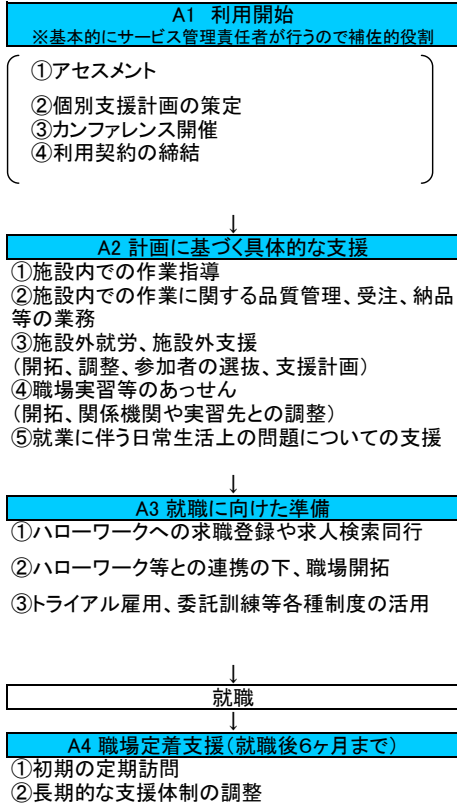 A1 利用開始
※基本的にサービス管理責任者が行うので補佐的役割
①アセスメント
②個別支援計画の策定
③カンファレンス開催
④利用契約の締結
↓
A2 計画に基づく具体的な支援
①施設内での作業指導
②施設内での作業に関する品質管理、受注、納品
等の業務
③施設外就労、施設外支援
(開拓、調整、参加者の選抜、支援計画)
④職場実習等のあっせん
(開拓、関係機関や実習先との調整)
⑤就業に伴う日常生活上の問題についての支援
↓
A3 就職に向けた準備
①ハローワークへの求職登録や求人検索同行
②ハローワーク等との連携の下、職場開拓
③トライアル雇用、委託訓練等各種制度の活用
↓
就職
↓
A4 職場定着支援(就職後6ヶ月まで)
①初期の定期訪問
②長期的な支援体制の調整